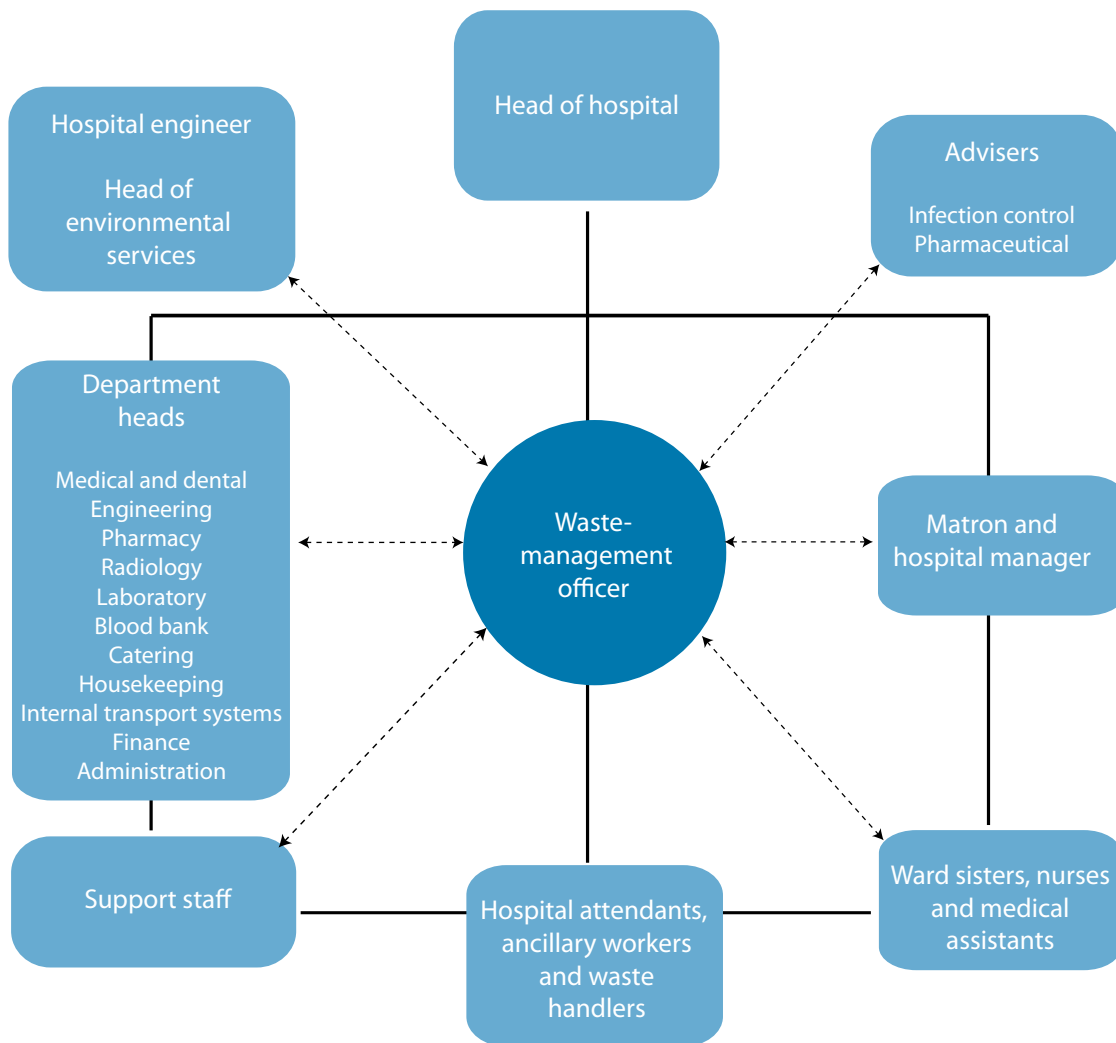 Head of hospital
Hospital engineer
Head of
environmental
services
Advisers
Infection control
Pharmaceutical
Department
heads
Medical and dental
Engineering
Pharmacy
Radiology
Laboratory
Blood bank
Catering
Housekeeping
Internal transport systems
Finance
Administration
Waste-
management
officer
Matron and
hospital manager
Support staff
Hospital attendants,
ancillary workers
and waste
handlers
Ward sisters, nurses
and medical
assistants